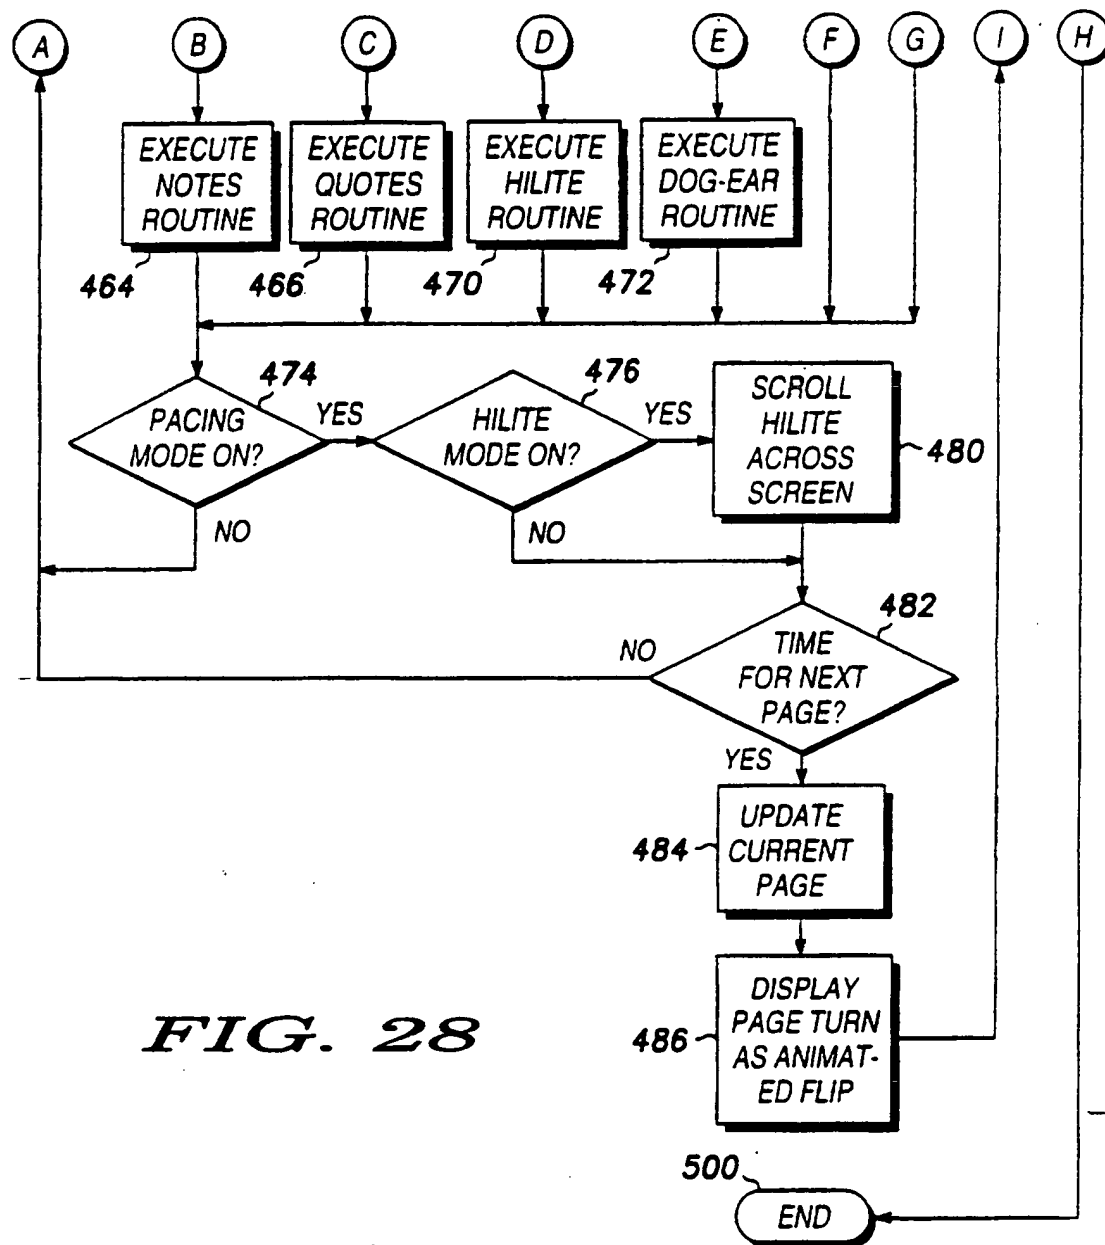 A B C D E F G I H
EXECUTE
NOTES
ROUTINE
EXECUTE
QUOTES
ROUTINE
EXECUTE
HILITE
ROUTINE
EXECUTE
DOG-EAR
ROUTINE
464
466
470
472
474
PACING
MODE ON?
YES
NO
476
HILITE
MODE ON?
YES
NO
SCROLL
HILITE
ACROSS
SCREEN
480
482
TIME
FOR NEXT
PAGE?
NO
YES
UPDATE
CURRENT
PAGE
484
DISPLAY
PAGE TURN
AS ANIMAT-
ED FLIP
486
FIG. 28
500
END